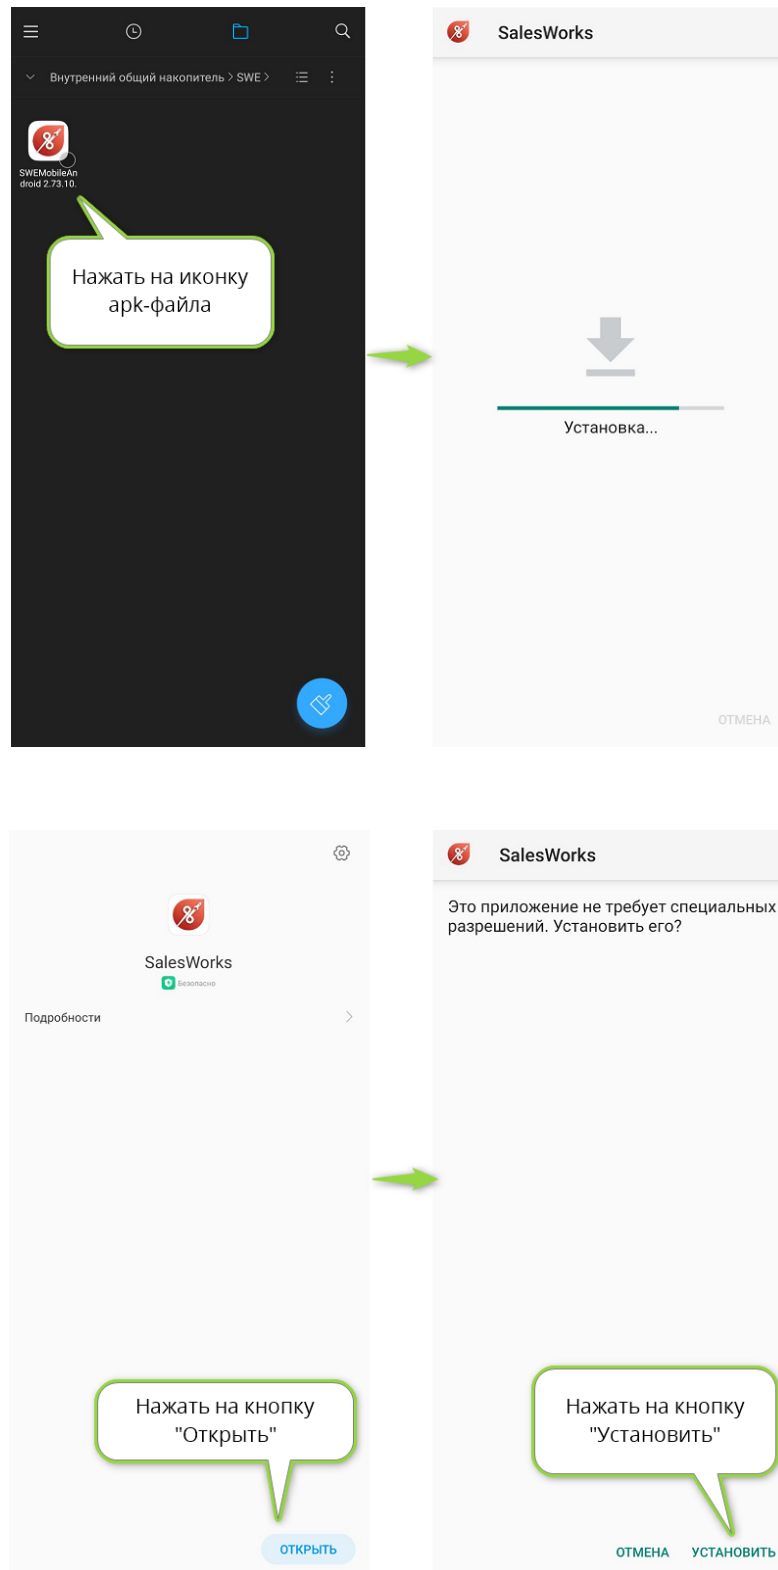 Внутренний общий накопитель > SWE >
SWEMobileAn
droid 2.73.10.
Нажать на иконку
apk-файла
SalesWorks
Установка...
ОТМЕНА
SalesWorks
Безопасно
Подробности
Нажать на кнопку
"Открыть"
ОТКРЫТЬ
SalesWorks
Это приложение не требует специальных
разрешений. Установить его?
Нажать на кнопку
"Установить"
ОТМЕНА УСТАНОВИТЬ